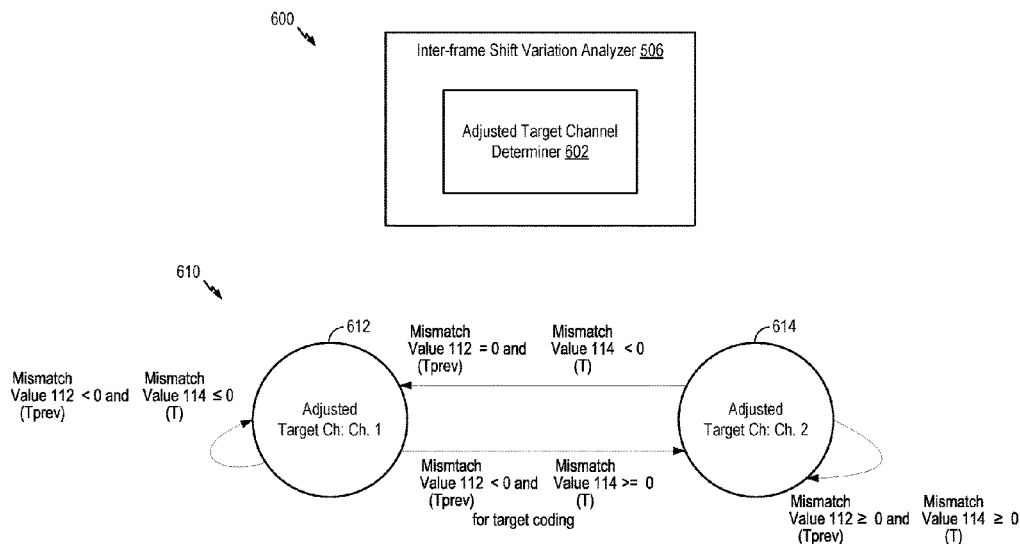 600
Inter-frame Shift Variation Analyzer 506
Adjusted Target Channel
Determiner 602
610
612
614
Mismatch
Value 112 = 0 and
(Tprev)
Mismatch
Value 114 < 0
(T)
Mismatch
Value 112 < 0 and
(Tprev)
Mismatch
Value 114 ≤ 0
(T)
Adjusted
Target Ch: Ch. 1
Adjusted
Target Ch: Ch. 2
Mismtach
Value 112 < 0 and
(Tprev)
Mismatch
Value 114 >= 0
(T)
for target coding
Mismatch
Value 112 ≥ 0 and
(Tprev)
Mismatch
Value 114 ≥ 0
(T)